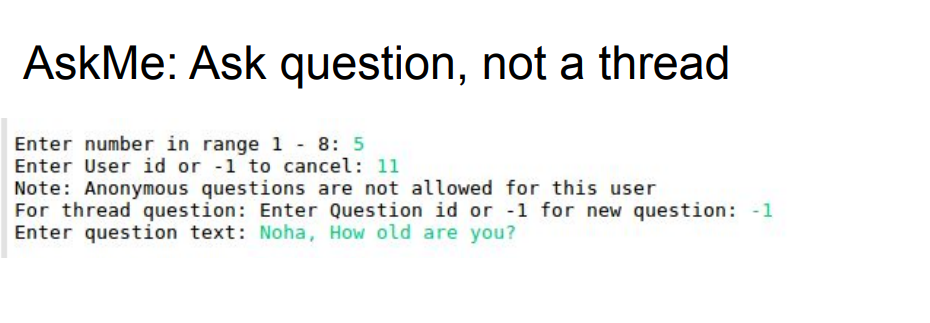 AskMe: Ask question, not a thread
Enter number in range 1 - 8: 5
Enter User id or -1 to cancel: 11
Note: Anonymous questions are not allowed for this user
For thread question: Enter Question id or -1 for new question: -1
Enter question text: Noha, How old are you?